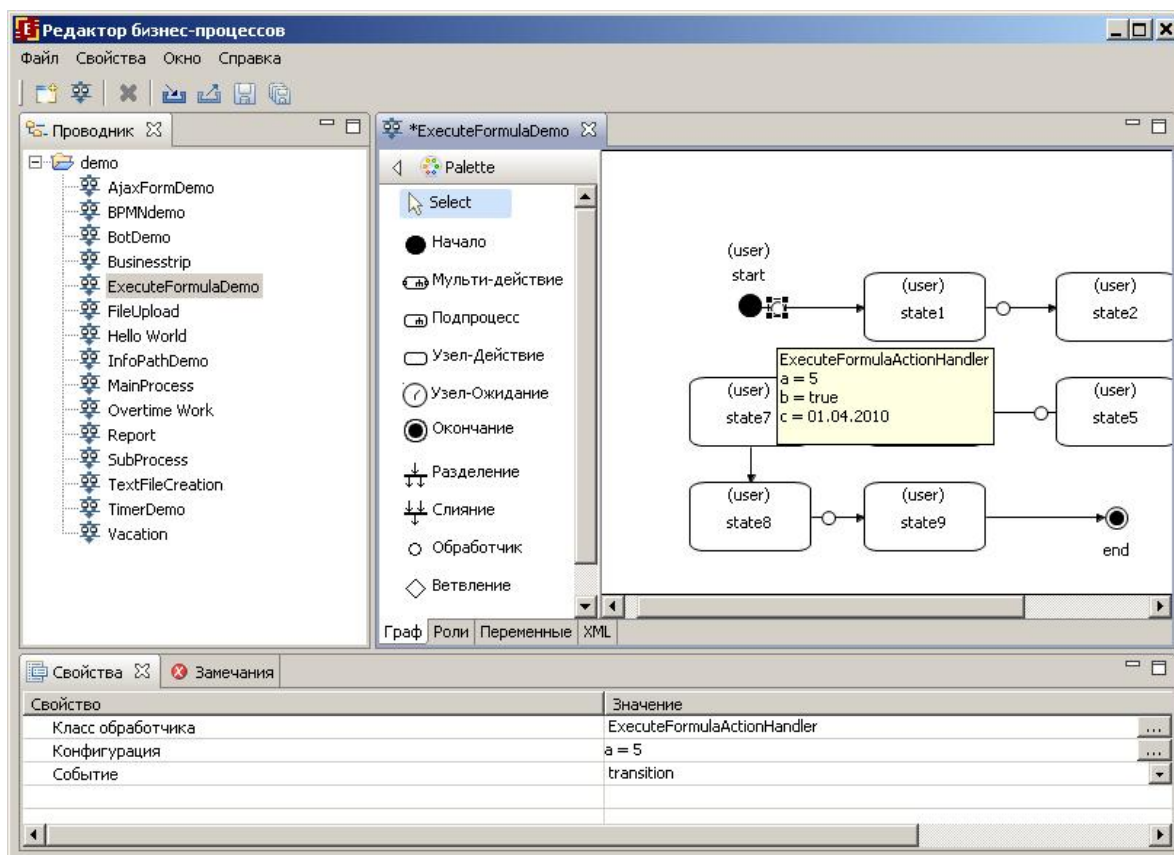 Редактор бизнес-процессов
Файл Свойства Окно Справка
Проводник
demo
AjaxFormDemo
BPMNdemo
BotDemo
Businesstrip
ExecuteFormulaDemo
FileUpload
Hello World
InfoPathDemo
MainProcess
Overtime Work
Report
SubProcess
TextFileCreation
TimerDemo
Vacation
*ExecuteFormulaDemo
Palette
Select
Начало
Мульти-действие
Подпроцесс
Узел-Действие
Узел-Ожидание
Окончание
Разделение
Слияние
Обработчик
Ветвление
(user)
start
(user)
state1
(user)
state2
ExecuteFormulaActionHandler
a = 5
b = true
c = 01.04.2010
(user)
state7
(user)
state5
(user)
state8
(user)
state9
end
Граф Роли Переменные XML
Свойства Замечания
Свойство Значение
Класс обработчика ExecuteFormulaActionHandler ...
Конфигурация a = 5 ...
Событие transition